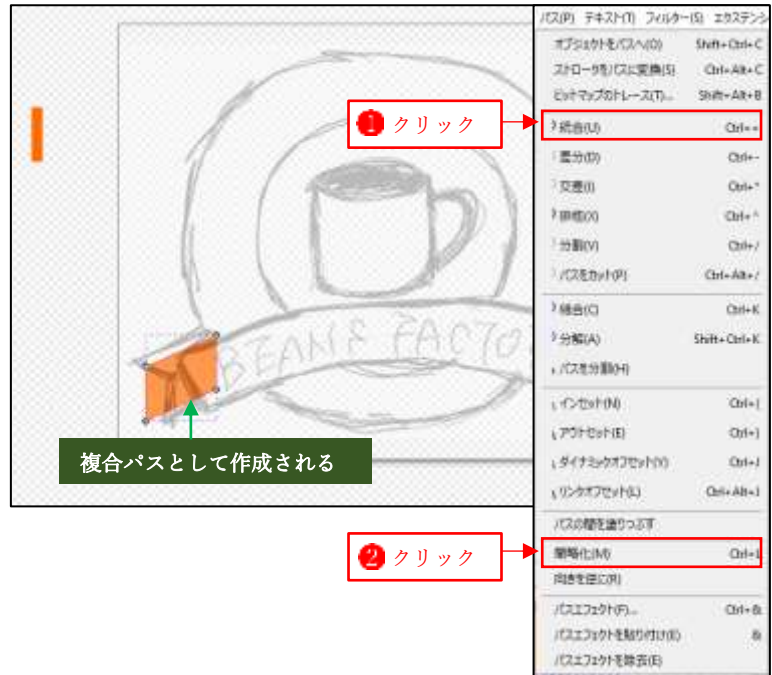 パス(P) テキスト(T) フィルター(S) エクステンシ
オブジェクトをパスへ(O) Shift+Ctrl+C
ストロークをパスに変換(S) Ctrl+Alt+C
ビットマップのトレース(T)... Shift+Alt+B
❶ クリック
統合(U) Ctrl++
差分(D) Ctrl+-
交差(I) Ctrl+*
排他(X) Ctrl+^
分割(V) Ctrl+/
パスをカット(P) Ctrl+Alt+/
結合(C) Ctrl+K
分解(A) Shift+Ctrl+K
パスを分割(H)
BEANS FACTO
インセット(N) Ctrl+(
アウトセット(E) Ctrl+)
ダイナミックオフセット(Y) Ctrl+J
リンクオフセット(L) Ctrl+Alt+J
複合パスとして作成される
パスの間を塗りつぶす
❷ クリック
簡略化(M) Ctrl+L
向きを逆に(R)
パスエフェクト(F)... Ctrl+&
パスエフェクトを貼り付け(E) &
パスエフェクトを除去(E)